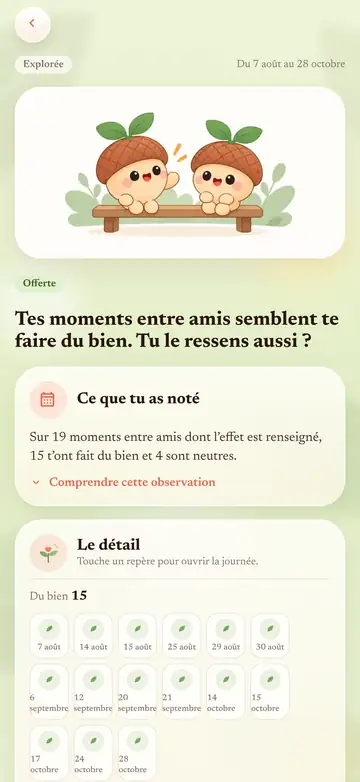 Explorée
Du 7 août au 28 octobre
Offerte
Tes moments entre amis semblent te
faire du bien. Tu le ressens aussi ?
Ce que tu as noté
Sur 19 moments entre amis dont l'effet est renseigné,
15 t'ont fait du bien et 4 sont neutres.
Comprendre cette observation
Le détail
Touche un repère pour ouvrir la journée.
Du bien 15
7 août
14 août
15 août
25 août
29 août
30 août
6
septembre
12
septembre
20
septembre
21
septembre
14
octobre
15
octobre
17
octobre
24
octobre
28
octobre